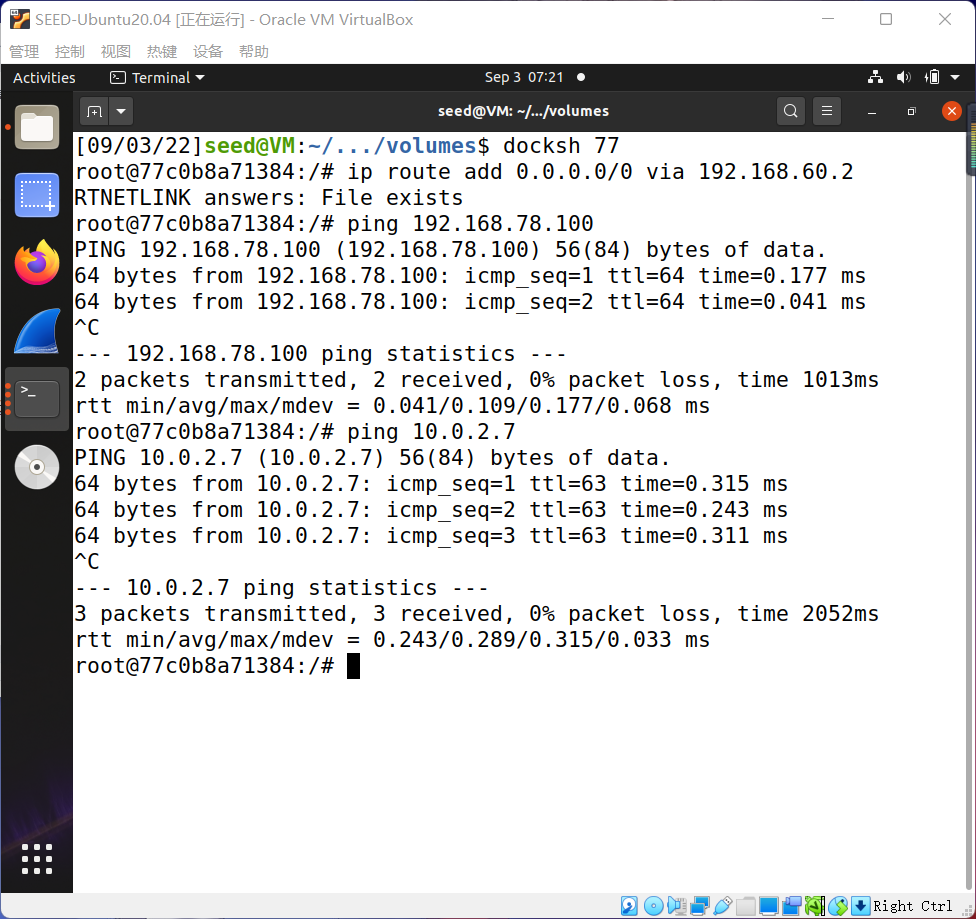 SEED-Ubuntu20.04 [正在运行] - Oracle VM VirtualBox
管理 控制 视图 热键 设备 帮助
Activities Terminal Sep 3 07:21
seed@VM: ~/.../volumes
[09/03/22]seed@VM:~/.../volumes$ docksh 77
root@77c0b8a71384:/# ip route add 0.0.0.0/0 via 192.168.60.2
RTNETLINK answers: File exists
root@77c0b8a71384:/# ping 192.168.78.100
PING 192.168.78.100 (192.168.78.100) 56(84) bytes of data.
64 bytes from 192.168.78.100: icmp_seq=1 ttl=64 time=0.177 ms
64 bytes from 192.168.78.100: icmp_seq=2 ttl=64 time=0.041 ms
^C
--- 192.168.78.100 ping statistics ---
2 packets transmitted, 2 received, 0% packet loss, time 1013ms
rtt min/avg/max/mdev = 0.041/0.109/0.177/0.068 ms
root@77c0b8a71384:/# ping 10.0.2.7
PING 10.0.2.7 (10.0.2.7) 56(84) bytes of data.
64 bytes from 10.0.2.7: icmp_seq=1 ttl=63 time=0.315 ms
64 bytes from 10.0.2.7: icmp_seq=2 ttl=63 time=0.243 ms
64 bytes from 10.0.2.7: icmp_seq=3 ttl=63 time=0.311 ms
^C
--- 10.0.2.7 ping statistics ---
3 packets transmitted, 3 received, 0% packet loss, time 2052ms
rtt min/avg/max/mdev = 0.243/0.289/0.315/0.033 ms
root@77c0b8a71384:/#
Right Ctrl